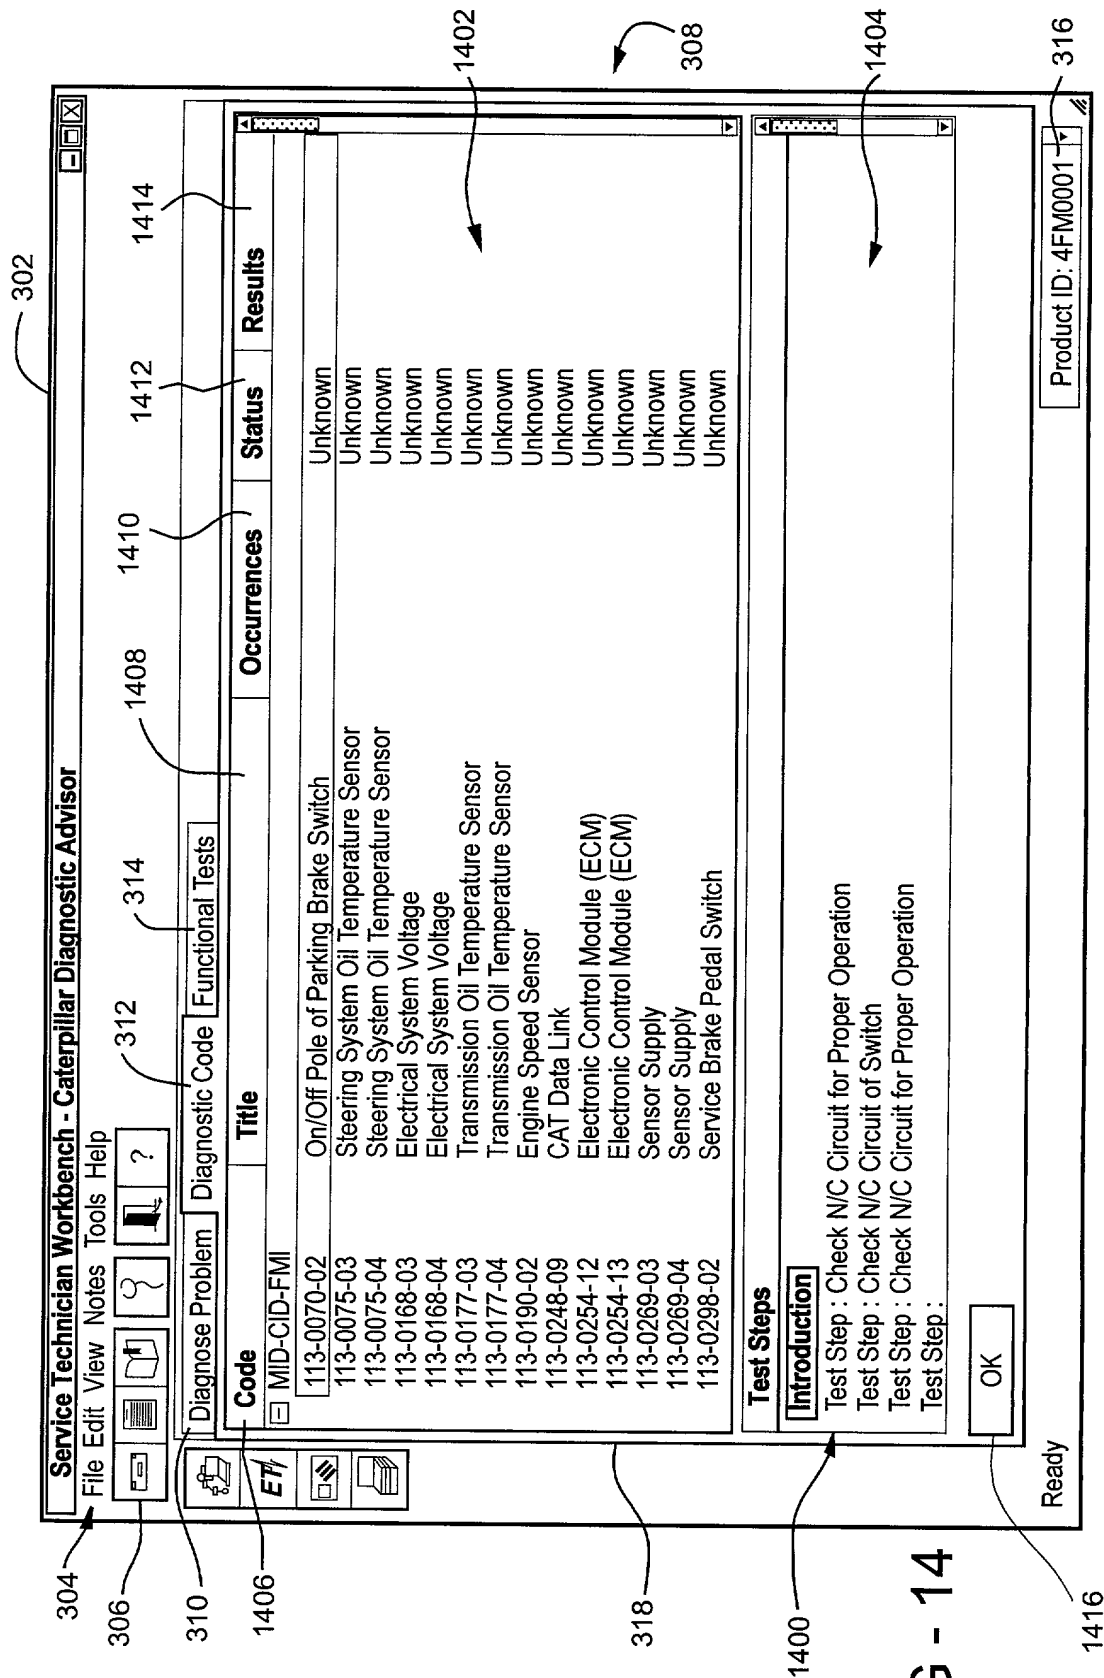 302
304
306
310
1406
312
314
1408
1410
1412
1414
Service Technician Workbench - Caterpillar Diagnostic Advisor
File Edit View Notes Tools Help
?
Diagnose Problem Diagnostic Code Functional Tests
ET
Code Title Occurrences Status Results
MID-CID-FMI
113-0070-02 On/Off Pole of Parking Brake Switch Unknown
113-0075-03 Steering System Oil Temperature Sensor Unknown
113-0075-04 Steering System Oil Temperature Sensor Unknown
113-0168-03 Electrical System Voltage Unknown
113-0168-04 Electrical System Voltage Unknown
113-0177-03 Transmission Oil Temperature Sensor Unknown
113-0177-04 Transmission Oil Temperature Sensor Unknown
113-0190-02 Engine Speed Sensor Unknown
113-0248-09 CAT Data Link Unknown
113-0254-12 Electronic Control Module (ECM) Unknown
113-0254-13 Electronic Control Module (ECM) Unknown
113-0269-03 Sensor Supply Unknown
113-0269-04 Sensor Supply Unknown
113-0298-02 Service Brake Pedal Switch Unknown
1402
318
308
Test Steps
Introduction
Test Step : Check N/C Circuit for Proper Operation
Test Step : Check N/C Circuit of Switch
Test Step : Check N/C Circuit for Proper Operation
Test Step :
1400
1404
OK
Ready
Product ID: 4FM0001
316
1416
G - 14